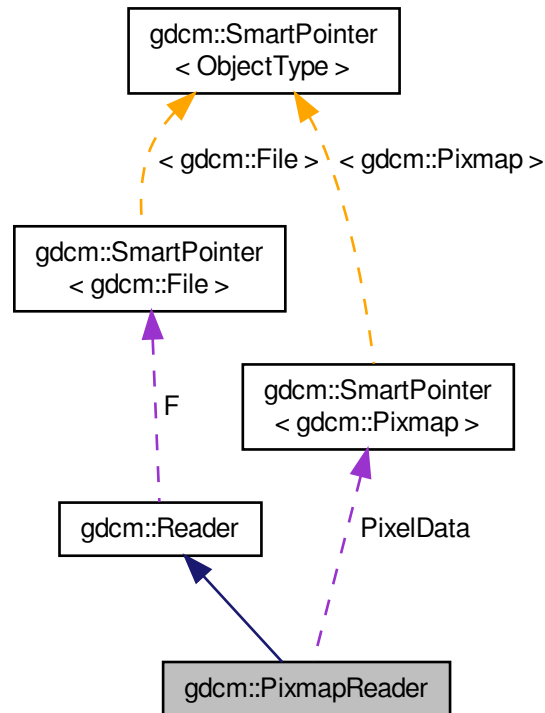 gdcm::SmartPointer
< ObjectType >
< gdcm::File >
< gdcm::Pixmap >
gdcm::SmartPointer
< gdcm::File >
gdcm::SmartPointer
< gdcm::Pixmap >
F
gdcm::Reader
PixelData
gdcm::PixmapReader